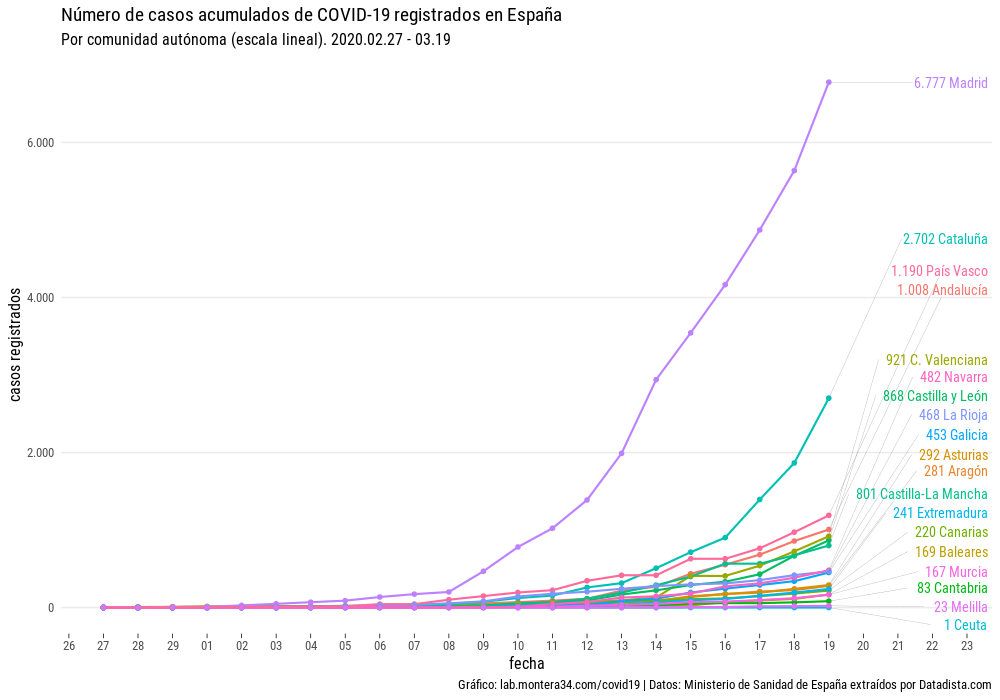 Número de casos acumulados de COVID-19 registrados en España
Por comunidad autónoma (escala lineal). 2020.02.27 - 03.19
6.777 Madrid
6.000
2.702 Cataluña
1.190 País Vasco
1.008 Andalucía
4.000
921 C. Valenciana
482 Navarra
868 Castilla y León
468 La Rioja
453 Galicia
2.000
292 Asturias
281 Aragón
801 Castilla-La Mancha
241 Extremadura
220 Canarias
169 Baleares
167 Murcia
83 Cantabria
0
23 Melilla
1 Ceuta
casos registrados
26 27 28 29 01 02 03 04 05 06 07 08 09 10 11 12 13 14 15 16 17 18 19 20 21 22 23
fecha
Gráfico: lab.montera34.com/covid19 | Datos: Ministerio de Sanidad de España extraídos por Datadista.com